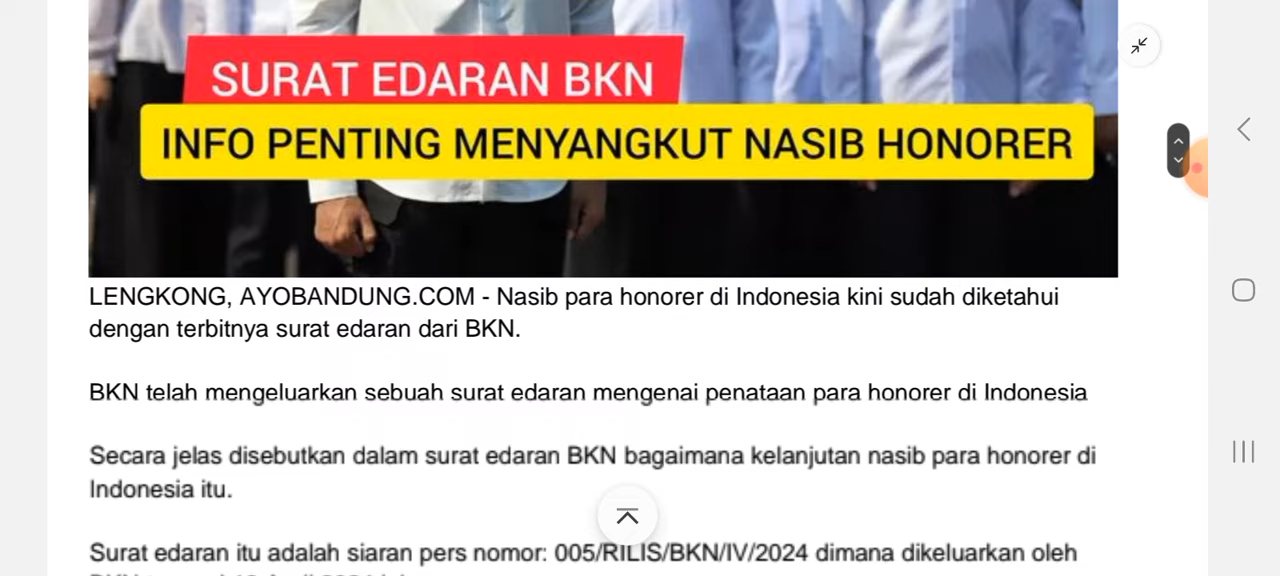 SURAT EDARAN BKN
INFO PENTING MENYANGKUT NASIB HONORER
LENGKONG, AYOBANDUNG.COM - Nasib para honorer di Indonesia kini sudah diketahui
dengan terbitnya surat edaran dari BKN.
BKN telah mengeluarkan sebuah surat edaran mengenai penataan para honorer di Indonesia
Secara jelas disebutkan dalam surat edaran BKN bagaimana kelanjutan nasib para honorer di
Indonesia itu.
Surat edaran itu adalah siaran pers nomor: 005/RILIS/BKN/IV/2024 dimana dikeluarkan oleh